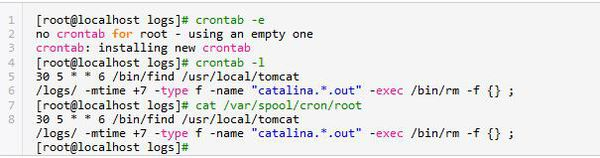 1 [root@localhost logs]# crontab -e
2 no crontab for root - using an empty one
3 crontab: installing new crontab
4 [root@localhost logs]# crontab -l
5 30 5 * * 6 /bin/find /usr/local/tomcat
6 /logs/ -mtime +7 -type f -name "catalina.*.out" -exec /bin/rm -f {} ;
7 [root@localhost logs]# cat /var/spool/cron/root
8 30 5 * * 6 /bin/find /usr/local/tomcat
/logs/ -mtime +7 -type f -name "catalina.*.out" -exec /bin/rm -f {} ;
[root@localhost logs]#